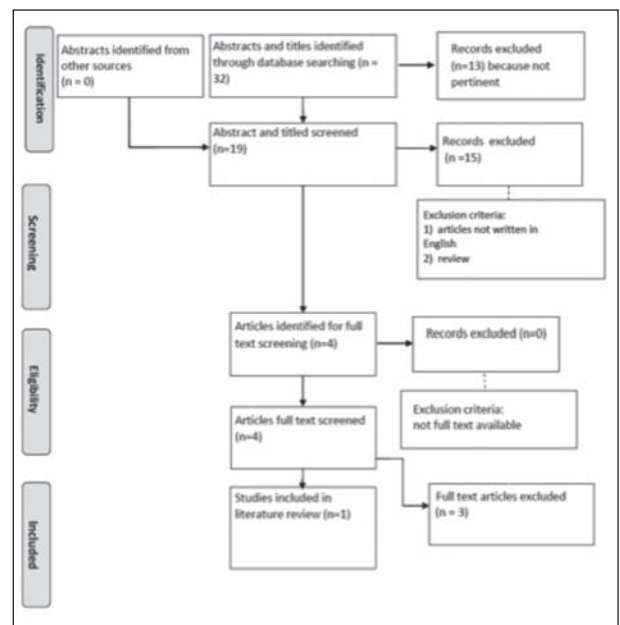 Identification
Abstracts identified from
other sources
(n = 0)
Abstracts and titles identified
through database searching (n =
32)
Records excluded
(n=13) because not
pertinent
Abstract and titled screened
(n=19)
Records excluded
(n =15)
Screening
Exclusion criteria:
1) articles not written in
English
2) review
Articles identified for full
text screening (n=4)
Records excluded (n=0)
Eligibility
Exclusion criteria:
not full text available
Articles full text screened
(n=4)
Included
Studies included in
literature review (n=1)
Full text articles excluded
(n = 3)